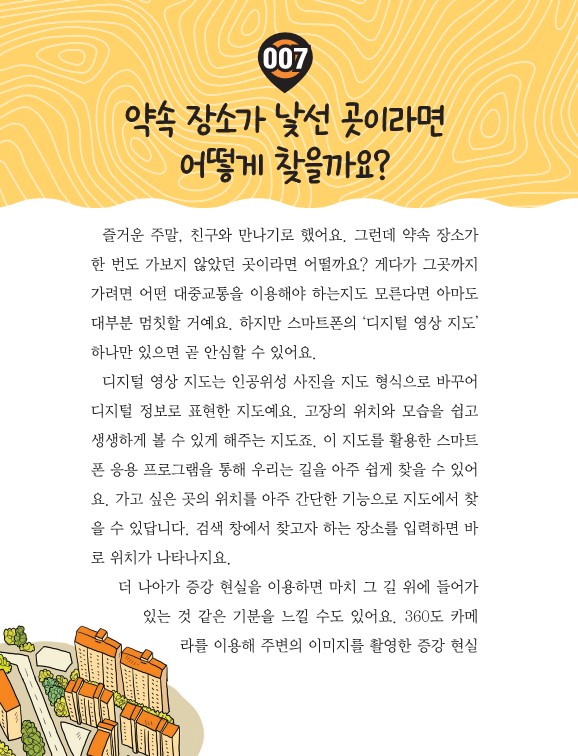 007
약속 장소가 낯선 곳이라면
어떻게 찾을까요?
즐거운 주말, 친구와 만나기로 했어요. 그런데 약속 장소가
한 번도 가보지 않았던 곳이라면 어떨까요? 게다가 그곳까지
가려면 어떤 대중교통을 이용해야 하는지도 모른다면 아마도
대부분 멈칫할 거예요. 하지만 스마트폰의 ‘디지털 영상 지도’
하나만 있으면 곧 안심할 수 있어요.
디지털 영상 지도는 인공위성 사진을 지도 형식으로 바꾸어
디지털 정보로 표현한 지도예요. 고장의 위치와 모습을 쉽고
생생하게 볼 수 있게 해주는 지도죠. 이 지도를 활용한 스마트
폰 응용 프로그램을 통해 우리는 길을 아주 쉽게 찾을 수 있어
요. 가고 싶은 곳의 위치를 아주 간단한 기능으로 지도에서 찾
을 수 있답니다. 검색 창에서 찾고자 하는 장소를 입력하면 바
로 위치가 나타나지요.
더 나아가 증강 현실을 이용하면 마치 그 길 위에 들어가
있는 것 같은 기분을 느낄 수도 있어요. 360도 카메
라를 이용해 주변의 이미지를 촬영한 증강 현실